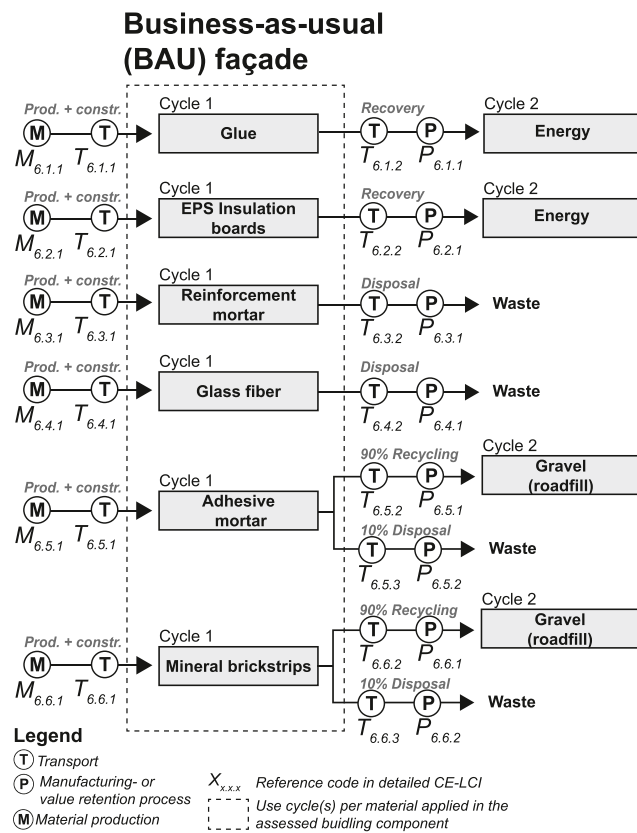 Business-as-usual
(BAU) façade
Prod. + constr.
M
T
M6.1.1
T6.1.1
Cycle 1
Glue
Recovery
T
P
T6.1.2
P6.1.1
Cycle 2
Energy
Prod. + constr.
M
T
M6.2.1
T6.2.1
Cycle 1
EPS Insulation
boards
Recovery
T
P
T6.2.2
P6.2.1
Cycle 2
Energy
Prod. + constr.
M
T
M6.3.1
T6.3.1
Cycle 1
Reinforcement
mortar
Disposal
T
P
T6.3.2
P6.3.1
Waste
Prod. + constr.
M
T
M6.4.1
T6.4.1
Cycle 1
Glass fiber
Disposal
T
P
T6.4.2
P6.4.1
Waste
Prod. + constr.
M
T
M6.5.1
T6.5.1
Cycle 1
Adhesive
mortar
90% Recycling
T
P
T6.5.2
P6.5.1
Cycle 2
Gravel
(roadfill)
10% Disposal
T
P
T6.5.3
P6.5.2
Waste
Prod. + constr.
M
T
M6.6.1
T6.6.1
Cycle 1
Mineral brickstrips
90% Recycling
T
P
T6.6.2
P6.6.1
Cycle 2
Gravel
(roadfill)
10% Disposal
T
P
T6.6.3
P6.6.2
Waste
Legend
T Transport
P Manufacturing- or
value retention process
M Material production
Xx.x.x Reference code in detailed CE-LCI
Use cycle(s) per material applied in the
assessed buidling component